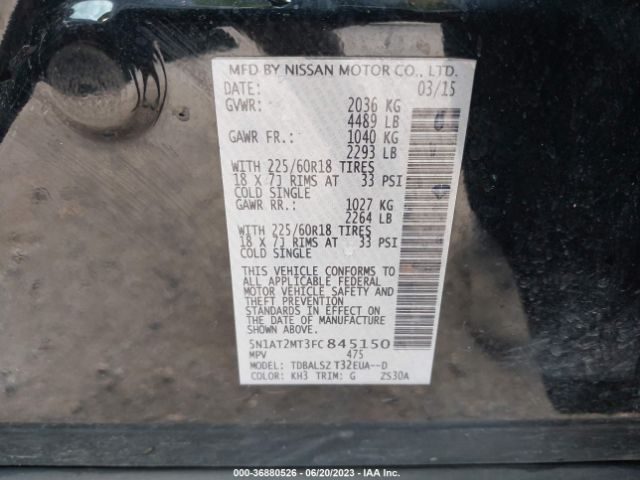 MFD BY NISSAN MOTOR CO., LTD.
DATE: 03/15
GVWR: 2036 KG
4489 LB
GAWR FR.: 1040 KG
2293 LB
WITH 225/60R18 TIRES
18 X 7J RIMS AT 33 PSI
COLD SINGLE
GAWR RR.: 1027 KG
2264 LB
WITH 225/60R18 TIRES
18 X 7J RIMS AT 33 PSI
COLD SINGLE
THIS VEHICLE CONFORMS TO
ALL APPLICABLE FEDERAL
MOTOR VEHICLE SAFETY AND
THEFT PREVENTION
STANDARDS IN EFFECT ON
THE DATE OF MANUFACTURE
SHOWN ABOVE.
5N1AT2MT3FC845150
MPV 475
MODEL: TDBALSZ T32EUA--D
COLOR: KH3 TRIM: G ZS30A
000-36880526 - 06/20/2023 - IAA Inc.